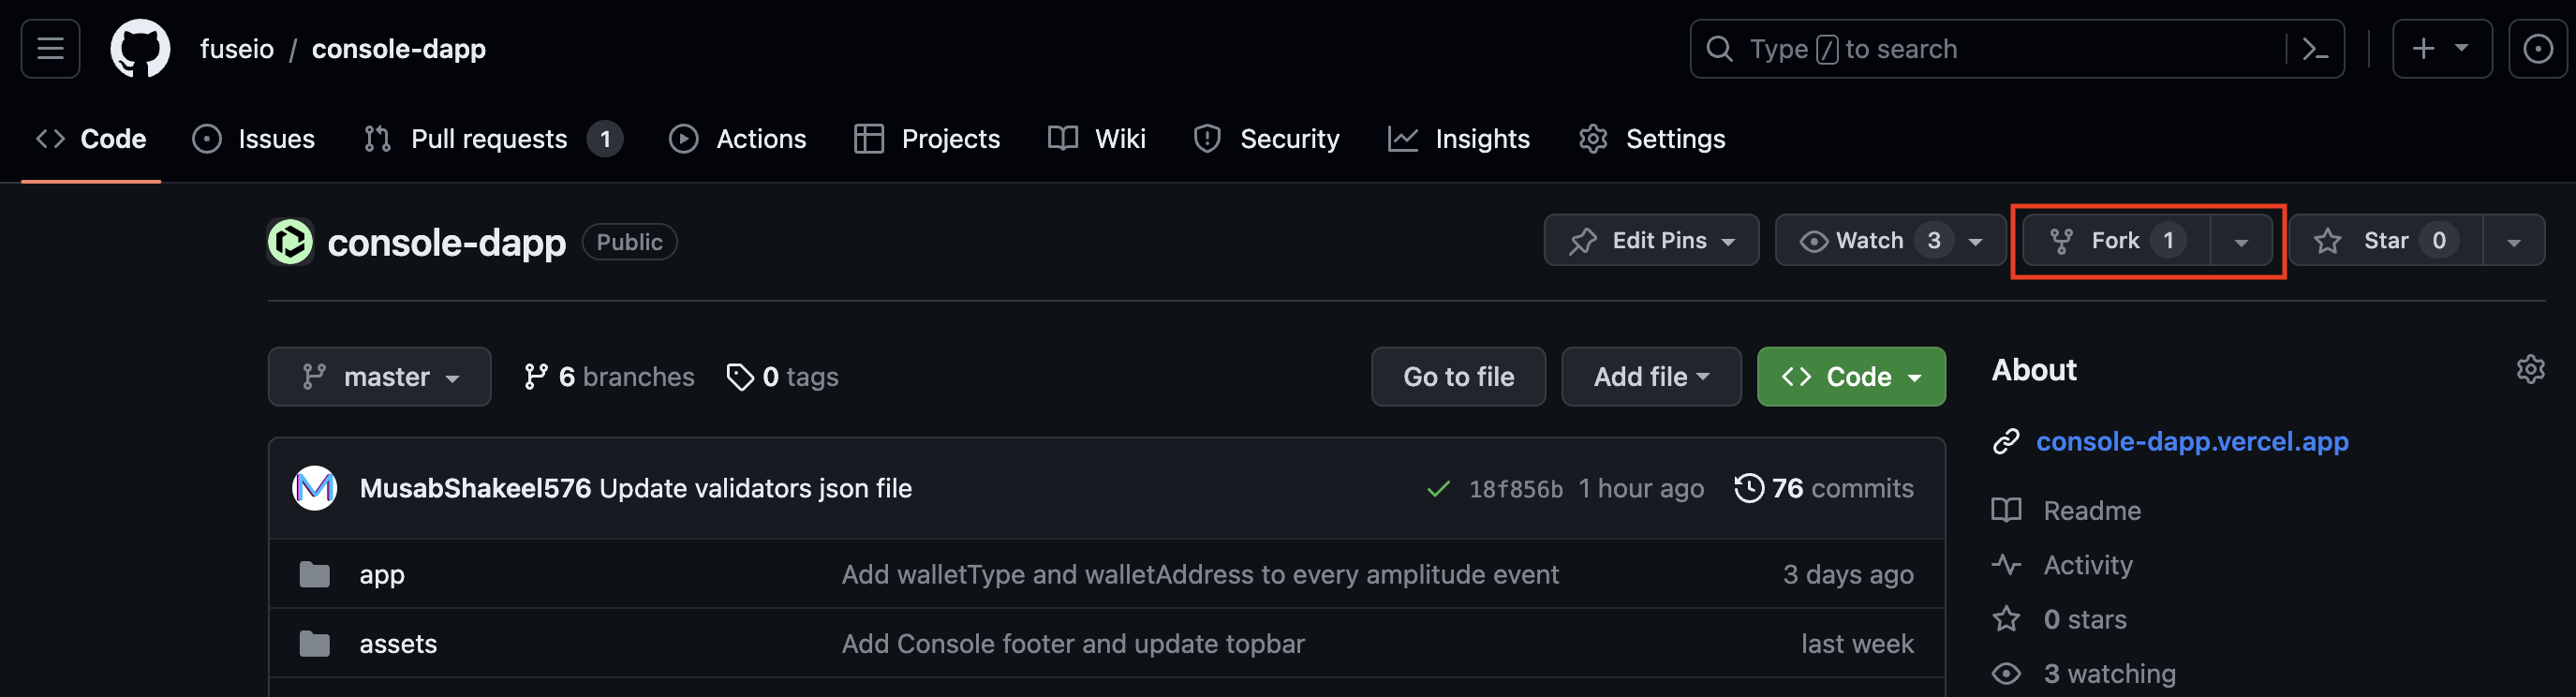 fuseio / console-dapp
Type / to search
Code Issues Pull requests 1 Actions Projects Wiki Security Insights Settings
console-dapp Public
Edit Pins Watch 3 Fork 1 Star 0
master 6 branches 0 tags
Go to file Add file Code
About
console-dapp.vercel.app
MusabShakeel576 Update validators json file 18f856b 1 hour ago 76 commits
Readme
app Add walletType and walletAddress to every amplitude event 3 days ago
Activity
0 stars
assets Add Console footer and update topbar last week
3 watching